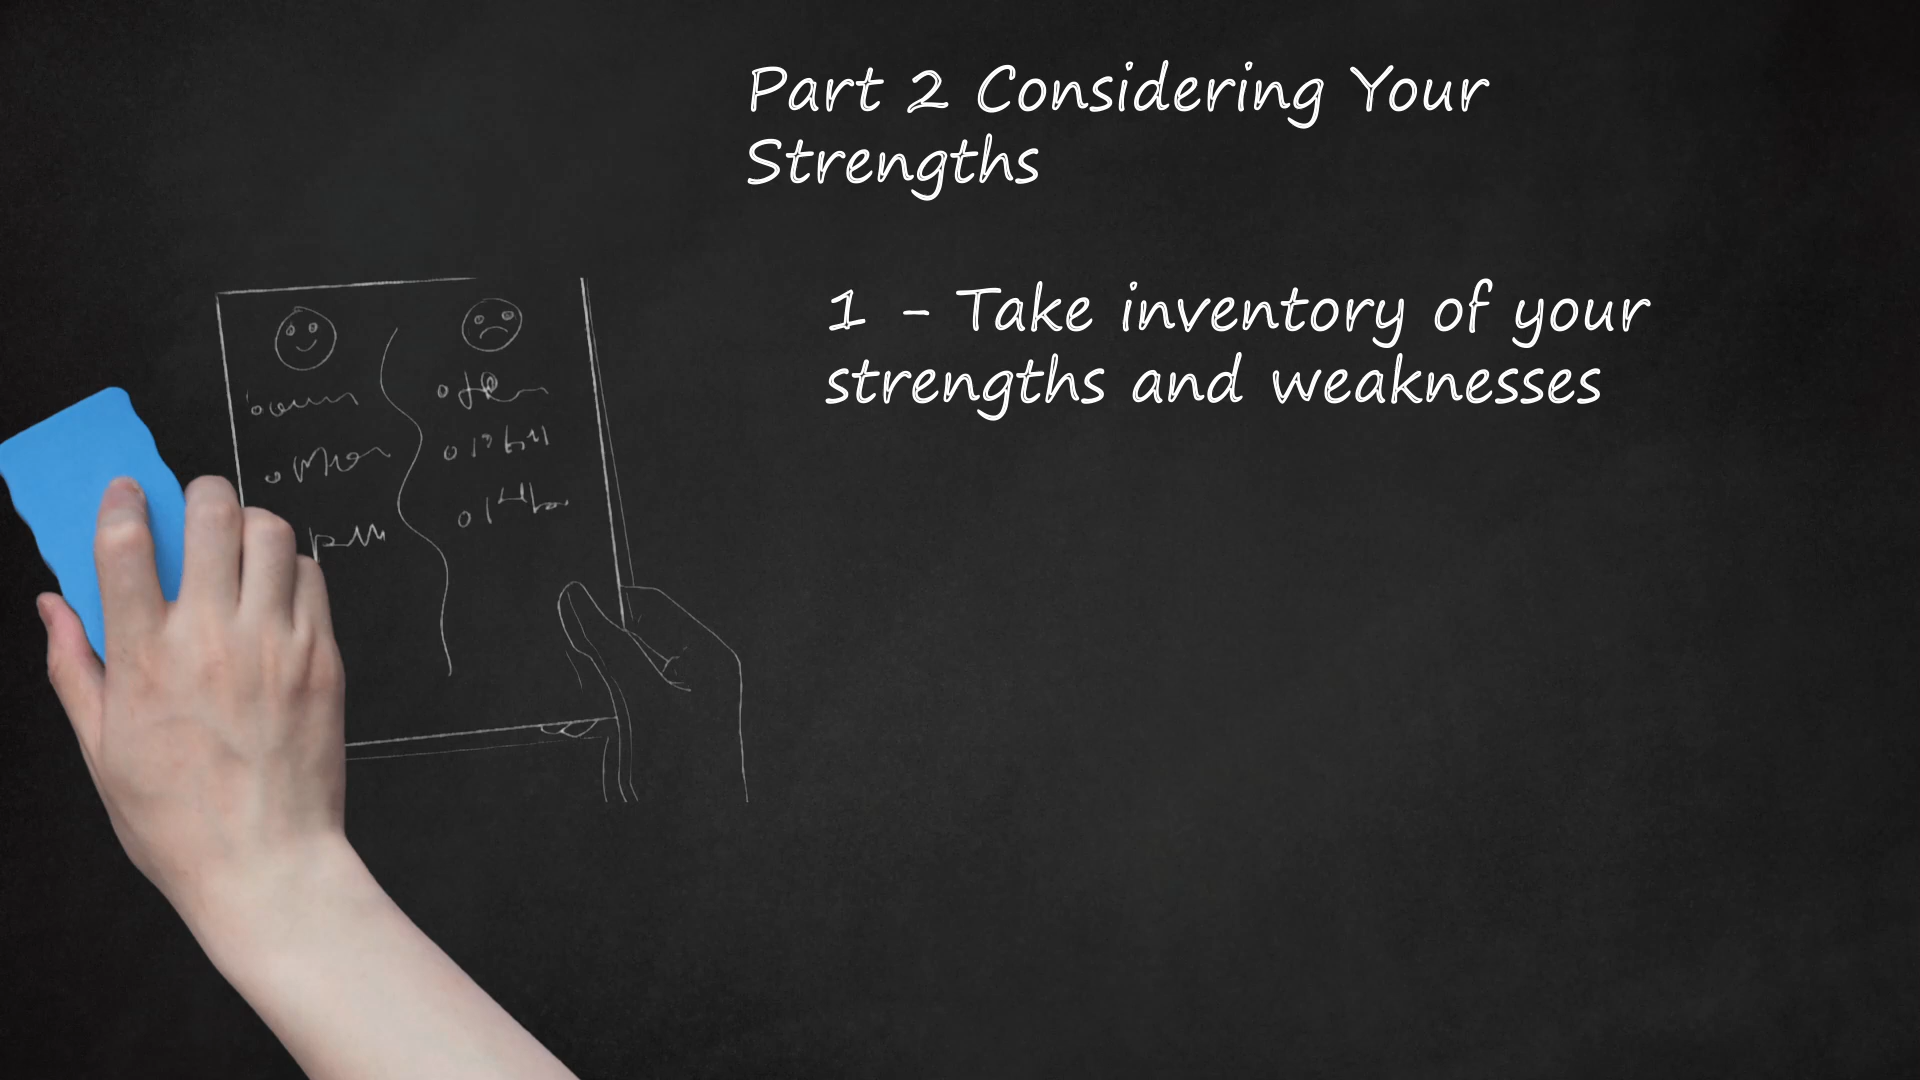 Part 2 Considering Your
Strengths
1 - Take inventory of your
strengths and weaknesses